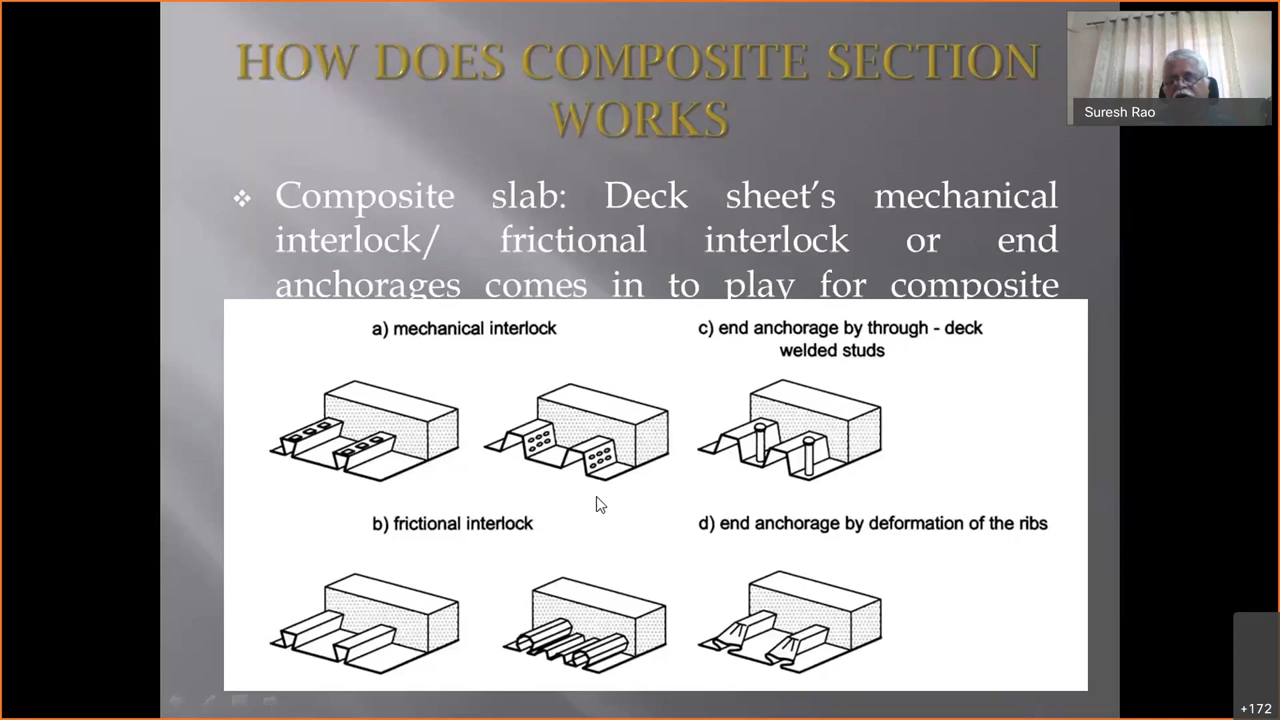 HOW DOES COMPOSITE SECTION
WORKS
Suresh Rao
❖ Composite slab: Deck sheet’s mechanical
interlock/ frictional interlock or end
anchorages comes in to play for composite
a) mechanical interlock
c) end anchorage by through - deck
welded studs
b) frictional interlock
d) end anchorage by deformation of the ribs
+172